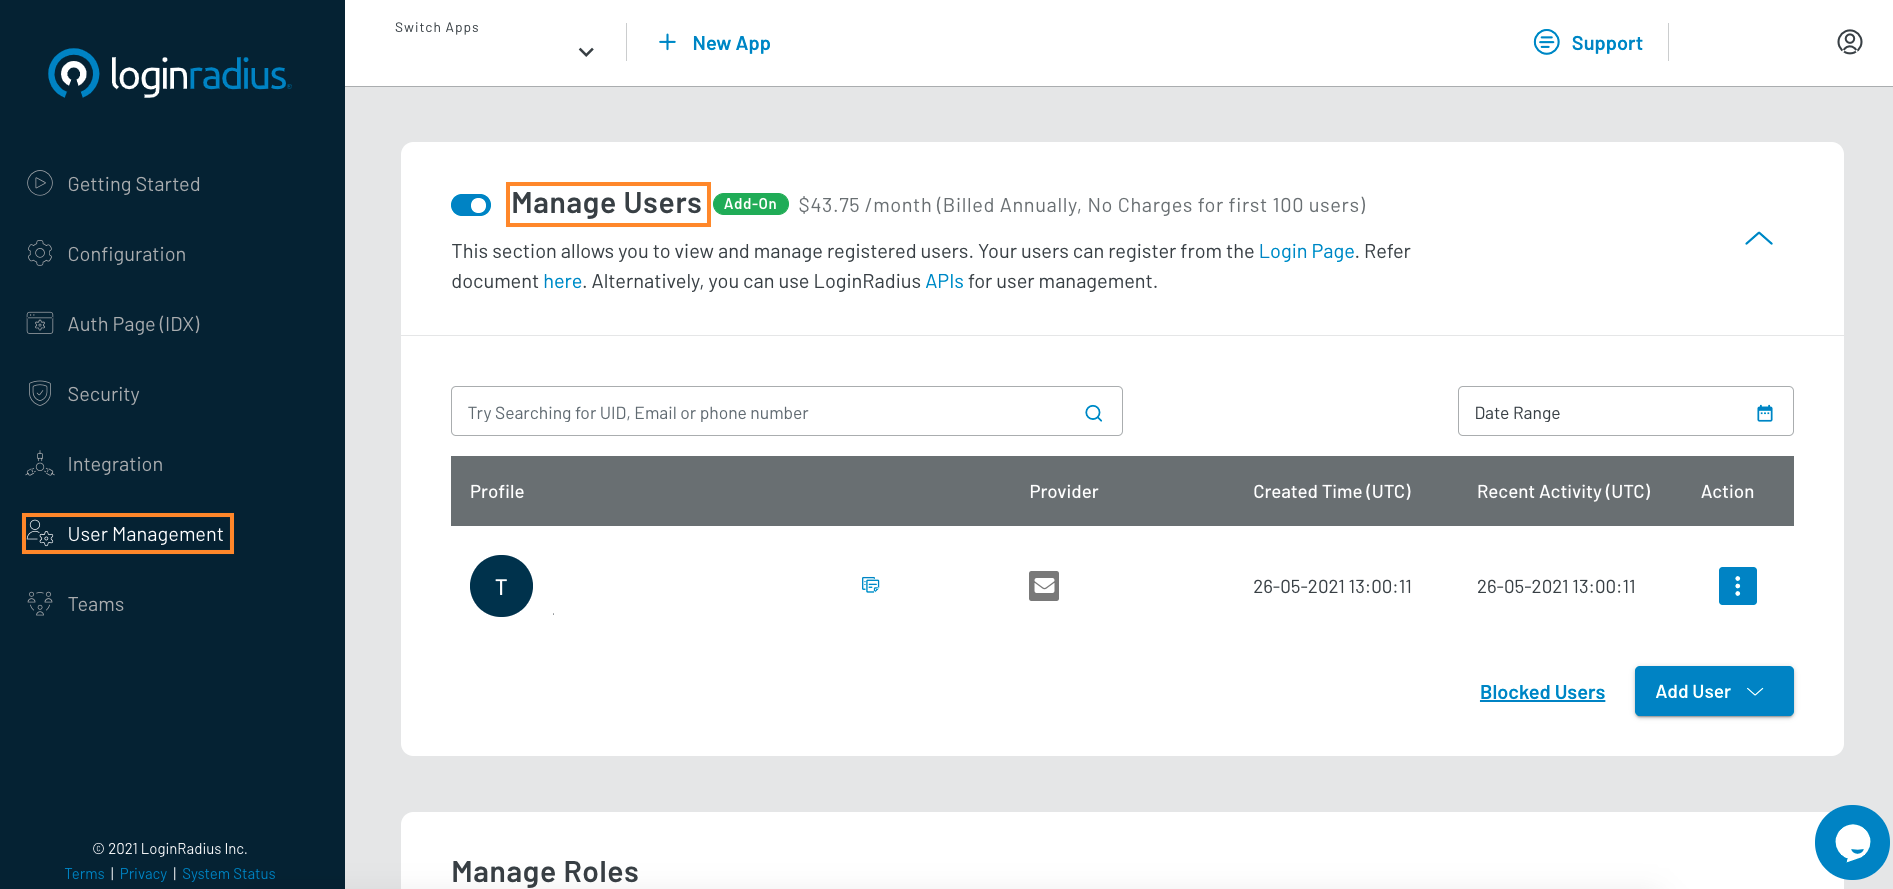 loginradius
Getting Started
Configuration
Auth Page (IDX)
Security
Integration
User Management
Teams
© 2021 LoginRadius Inc.
Terms | Privacy | System Status
Switch Apps
New App
Support
Manage Users Add-On $43.75 /month (Billed Annually, No Charges for first 100 users)
This section allows you to view and manage registered users. Your users can register from the Login Page. Refer
document here. Alternatively, you can use LoginRadius APIs for user management.
Try Searching for UID, Email or phone number
Date Range
Profile Provider Created Time (UTC) Recent Activity (UTC) Action
T 26-05-2021 13:00:11 26-05-2021 13:00:11
Blocked Users Add User
Manage Roles